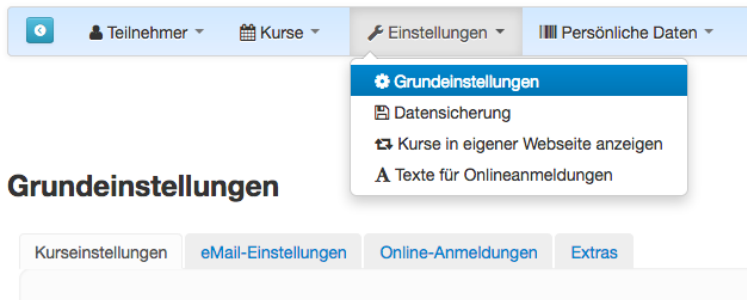 Teilnehmer Kurse Einstellungen Persönliche Daten
Grundeinstellungen
Datensicherung
Kurse in eigener Webseite anzeigen
A Texte für Onlineanmeldungen
Grundeinstellungen
Kurseinstellungen eMail-Einstellungen Online-Anmeldungen Extras